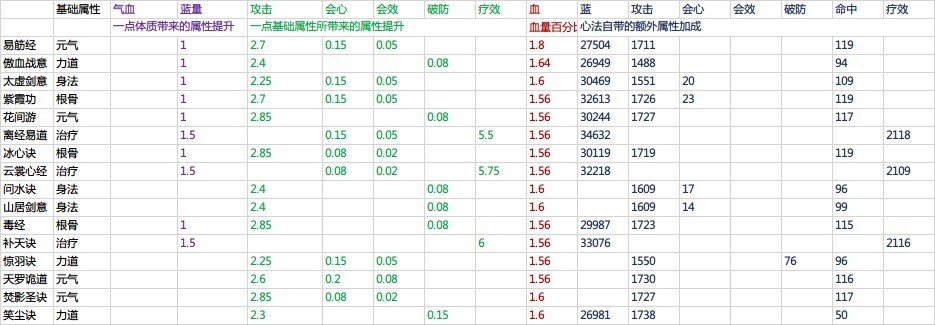 基础属性 气血 蓝量 攻击 会心 会效 破防 疗效 血 蓝 攻击 会心 会效 破防 命中 疗效
一点体质带来的属性提升 一点基础属性所带来的属性提升 血量百分比 心法自带的额外属性加成
易筋经 元气 1 2.7 0.15 0.05 1.8 27504 1711 119
傲血战意 力道 1 2.4 0.08 1.64 26949 1488 94
太虚剑意 身法 1 2.25 0.15 0.05 1.6 30469 1551 20 109
紫霞功 根骨 1 2.7 0.15 0.05 1.56 32613 1726 23 119
花间游 元气 1 2.85 0.08 1.56 30244 1727 117
离经易道 治疗 1.5 0.15 0.05 5.5 1.56 34632 2118
冰心诀 根骨 1 2.85 0.08 0.02 1.56 30119 1719 119
云裳心经 治疗 1.5 0.08 0.02 5.75 1.56 32218 2109
问水诀 身法 2.4 0.08 1.6 1609 17 96
山居剑意 身法 2.4 0.08 1.6 1609 14 99
毒经 根骨 1 2.85 0.08 1.56 29987 1723 115
补天诀 治疗 1.5 6 1.56 33076 2116
惊羽诀 力道 2.25 0.15 0.05 1.56 1550 76 96
天罗诡道 元气 2.6 0.2 0.08 1.56 1730 116
焚影圣诀 元气 2.85 0.08 0.02 1.6 1727 117
笑尘诀 力道 2.3 0.15 1.6 26981 1738 50